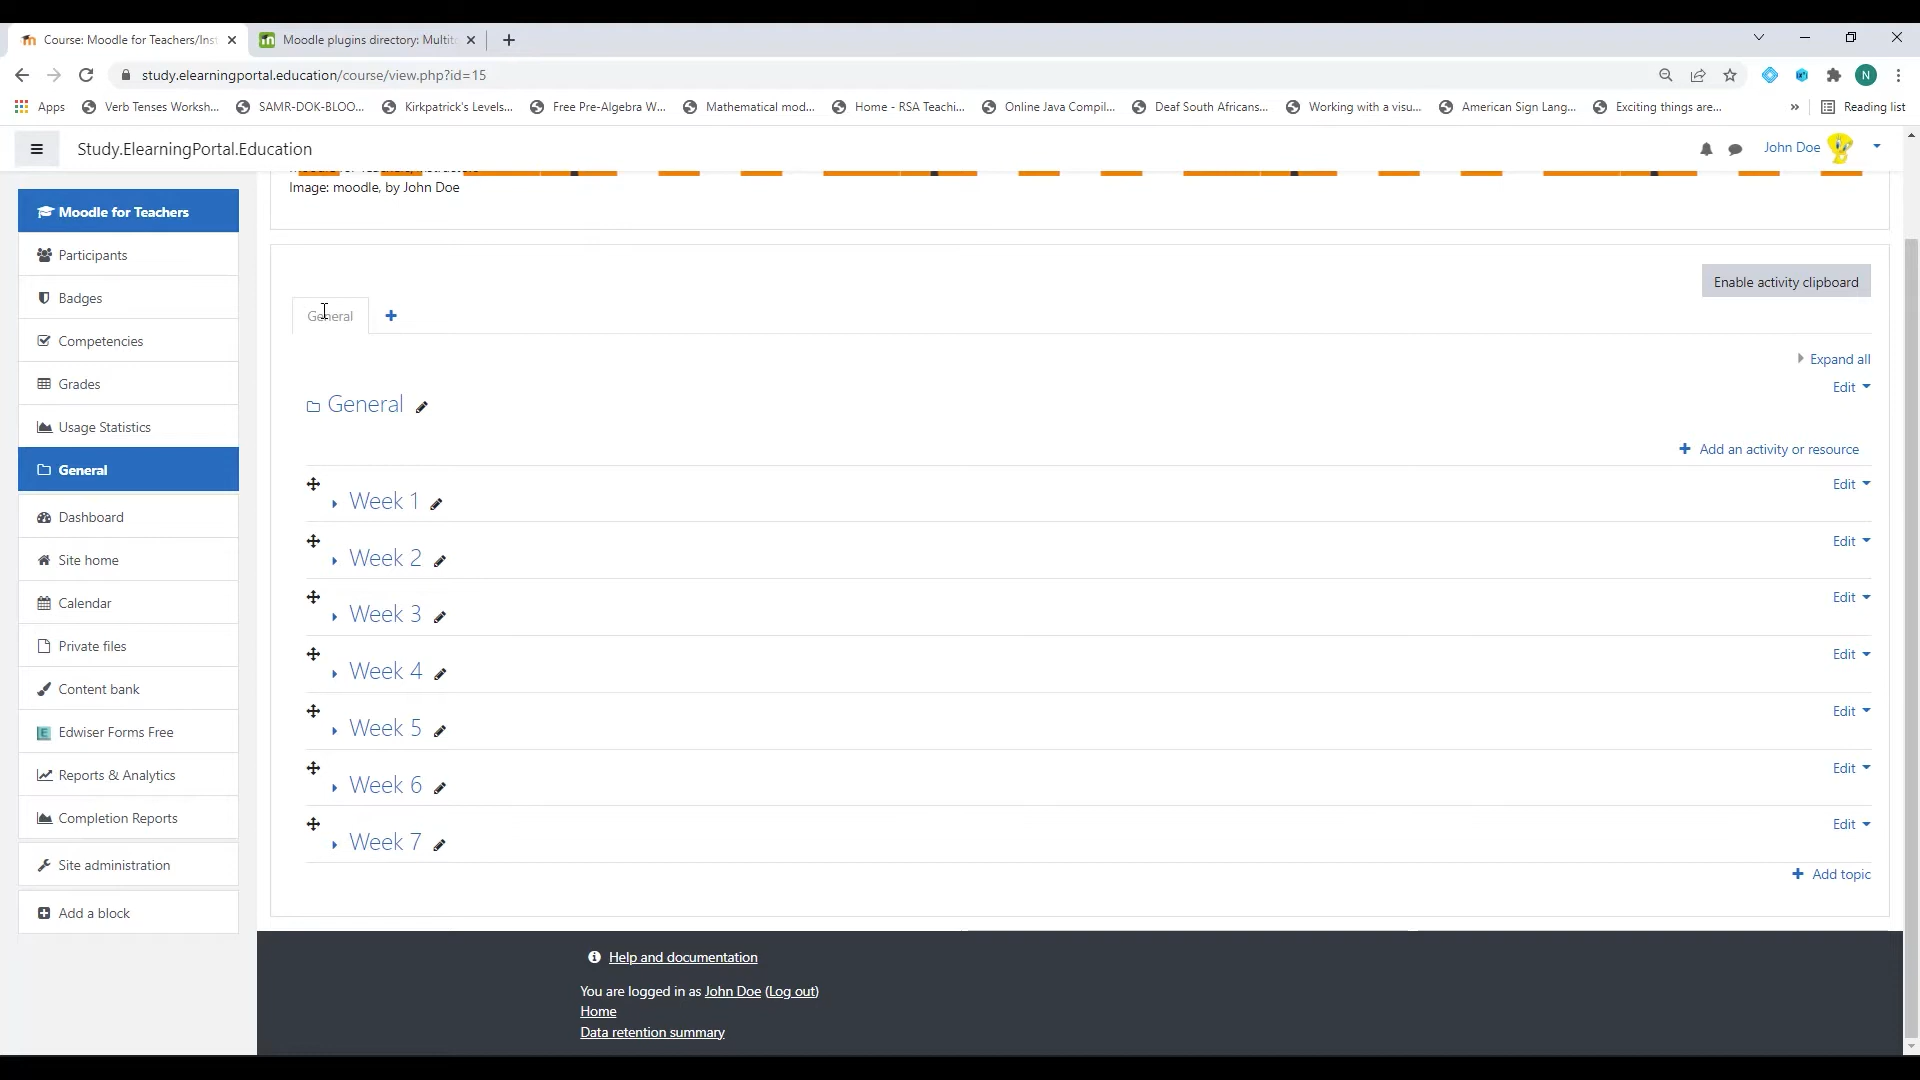 Course: Moodle for Teachers/Inst
Moodle plugins directory: Multit
study.elearningportal.education/course/view.php?id=15
N
Apps
Verb Tenses Worksh...
SAMR-DOK-BLOO...
Kirkpatrick's Levels...
Free Pre-Algebra W...
Mathematical mod...
Home - RSA Teachi...
Online Java Compil...
Deaf South Africans...
Working with a visu...
American Sign Lang...
Exciting things are...
»
Reading list
Study.ElearningPortal.Education
John Doe
Image: moodle, by John Doe
Moodle for Teachers
Participants
Badges
Competencies
Grades
Usage Statistics
General
Dashboard
Site home
Calendar
Private files
Content bank
E Edwiser Forms Free
Reports & Analytics
Completion Reports
Site administration
Add a block
Enable activity clipboard
General
Expand all
Edit
General
Add an activity or resource
Week 1
Edit
Week 2
Edit
Week 3
Edit
Week 4
Edit
Week 5
Edit
Week 6
Edit
Week 7
Edit
Add topic
Help and documentation
You are logged in as John Doe (Log out)
Home
Data retention summary